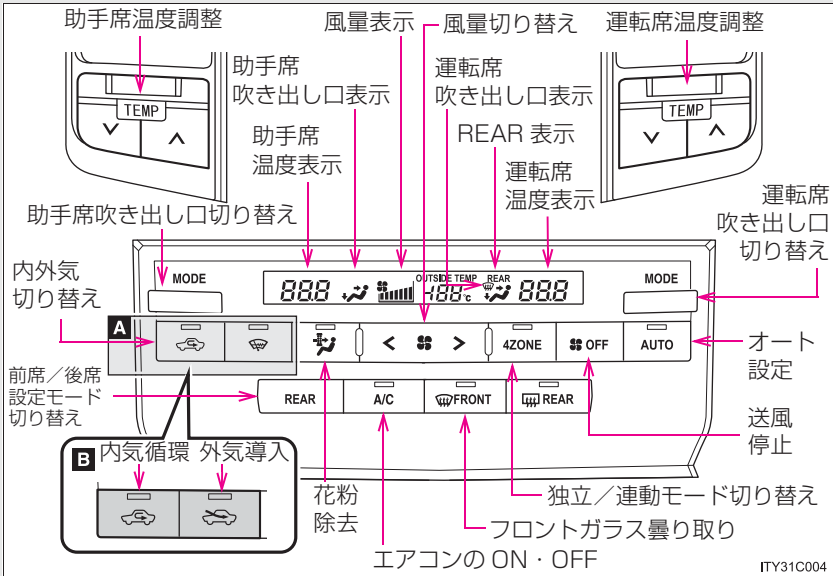 助手席温度調整
風量表示
風量切り替え
運転席温度調整
助手席
吹き出し口表示
運転席
吹き出し口表示
TEMP
TEMP
助手席
温度表示
REAR 表示
運転席
温度表示
運転席
吹き出し口
切り替え
助手席吹き出し口切り替え
内外気
切り替え
MODE
888
OUTSIDE TEMP
-188°c
REAR
888
MODE
A
4ZONE
OFF
AUTO
オート
設定
前席/後席
設定モード
切り替え
REAR
A/C
FRONT
REAR
送風
停止
B
内気循環
外気導入
花粉
除去
独立/連動モード切り替え
フロントガラス曇り取り
エアコンの ON・OFF
ITY31C004